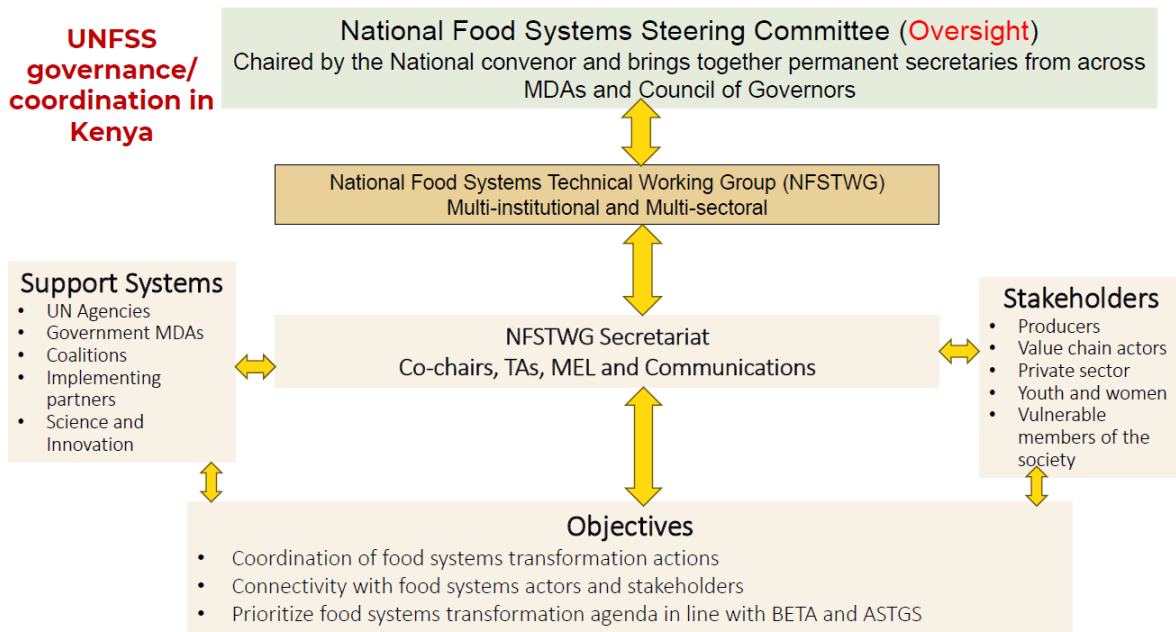 UNFSS
governance/
coordination in
Kenya
National Food Systems Steering Committee (Oversight)
Chaired by the National convenor and brings together permanent secretaries from across
MDAs and Council of Governors
National Food Systems Technical Working Group (NFSTWG)
Multi-institutional and Multi-sectoral
Support Systems
• UN Agencies
• Government MDAs
• Coalitions
• Implementing
partners
• Science and
Innovation
NFSTWG Secretariat
Co-chairs, TAs, MEL and Communications
Stakeholders
• Producers
• Value chain actors
• Private sector
• Youth and women
• Vulnerable
members of the
society
Objectives
• Coordination of food systems transformation actions
• Connectivity with food systems actors and stakeholders
• Prioritize food systems transformation agenda in line with BETA and ASTGS